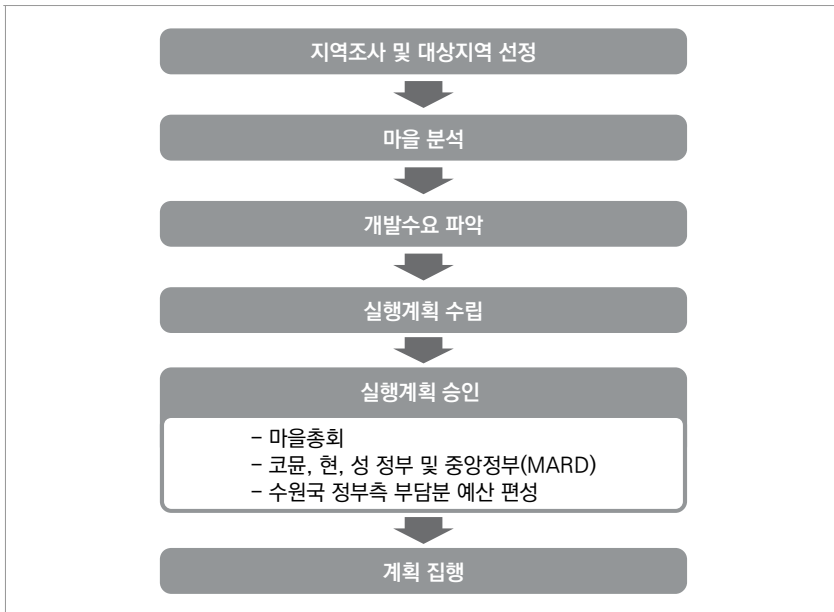 지역조사 및 대상지역 선정
마을 분석
개발수요 파악
실행계획 수립
실행계획 승인
– 마을총회
– 코뮨, 현, 성 정부 및 중앙정부(MARD)
– 수원국 정부측 부담분 예산 편성
계획 집행